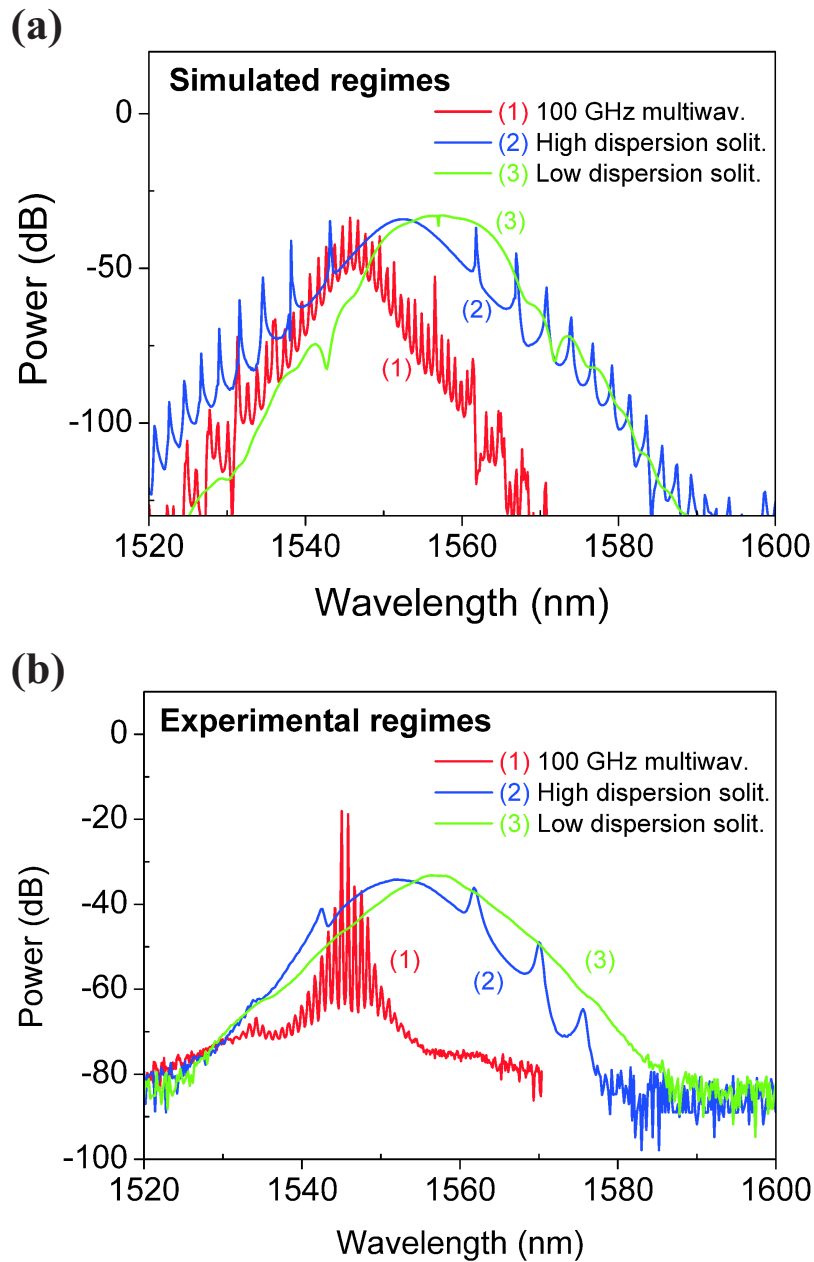 (a)
Simulated regimes
(1) 100 GHz multiwav.
(2) High dispersion solit.
(3) Low dispersion solit.
0
-50
-100
Power (dB)
(3)
(2)
(1)
1520 1540 1560 1580 1600
Wavelength (nm)
(b)
Experimental regimes
(1) 100 GHz multiwav.
(2) High dispersion solit.
(3) Low dispersion solit.
0
-20
-40
-60
-80
-100
Power (dB)
(1)
(2)
(3)
1520 1540 1560 1580 1600
Wavelength (nm)